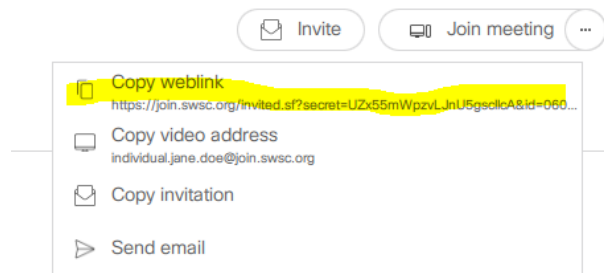 Invite
Join meeting ...
Copy weblink
https://join.swsc.org/invited.sf?secret=UZx55mWpzvLJnU5gscllcA&id=060...
Copy video address
individual.jane.doe@join.swsc.org
Copy invitation
Send email